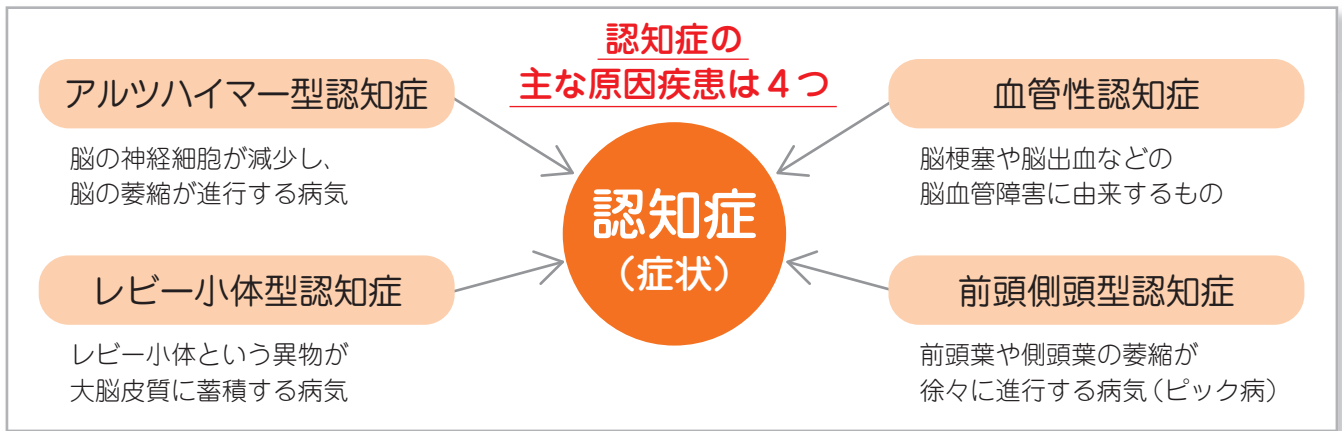 認知症の
主な原因疾患は4つ
アルツハイマー型認知症
脳の神経細胞が減少し、
脳の萎縮が進行する病気
血管性認知症
脳梗塞や脳出血などの
脳血管障害に由来するもの
認知症
（症状）
レビー小体型認知症
レビー小体という異物が
大脳皮質に蓄積する病気
前頭側頭型認知症
前頭葉や側頭葉の萎縮が
徐々に進行する病気（ピック病）